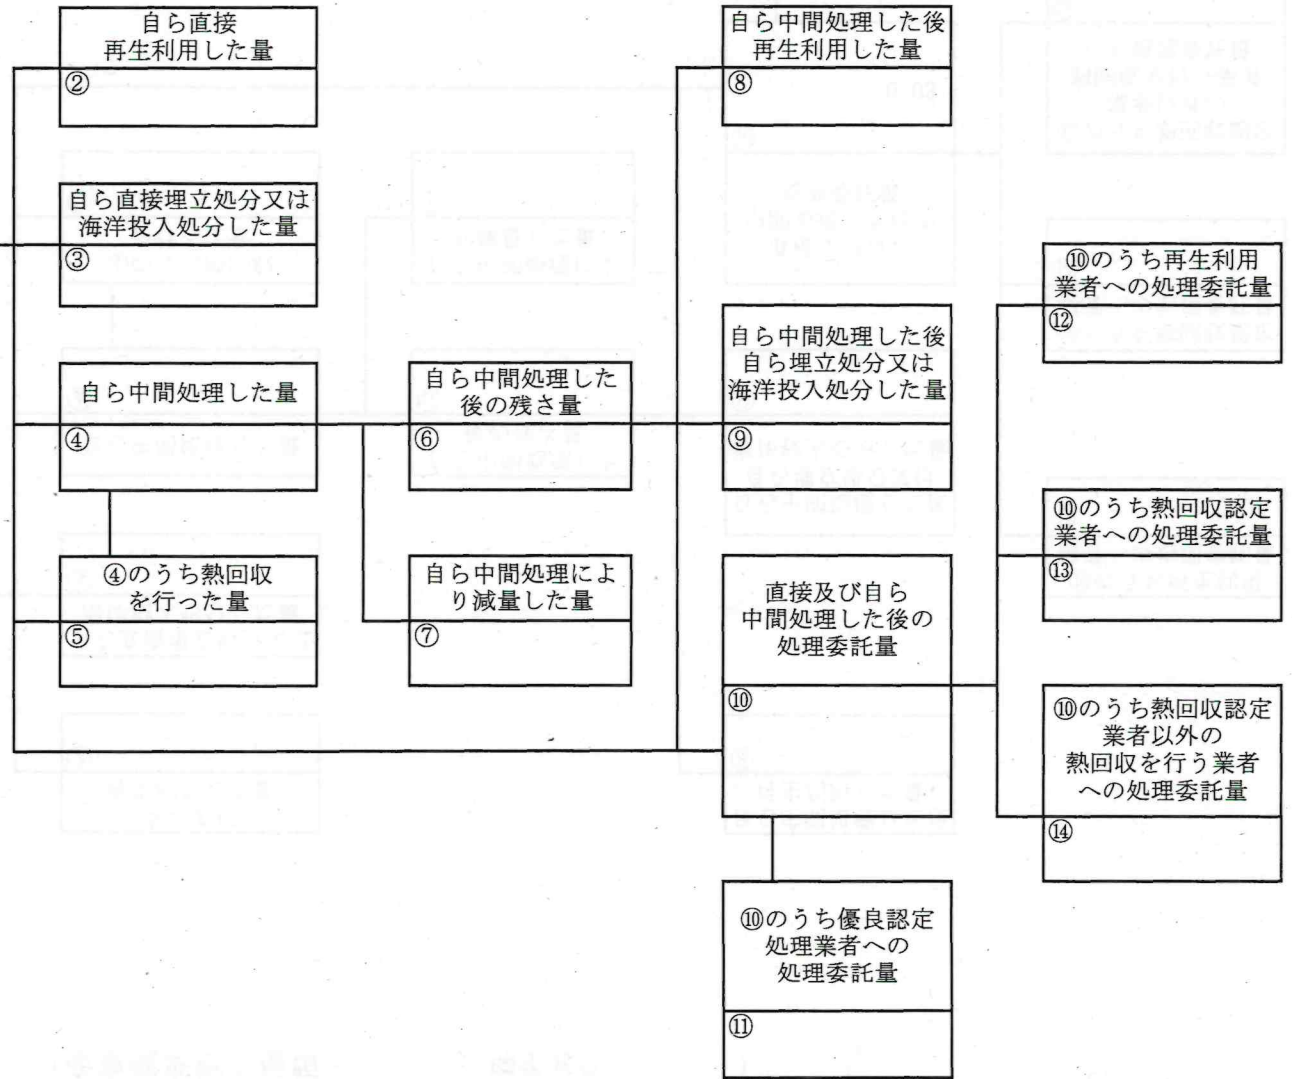 自ら直接
再生利用した量
②
自ら直接埋立処分又は
海洋投入処分した量
③
自ら中間処理した量
④
④のうち熱回収
を行った量
⑤
自ら中間処理した
後の残さ量
⑥
自ら中間処理によ
り減量した量
⑦
自ら中間処理した後
再生利用した量
⑧
自ら中間処理した後
自ら埋立処分又は
海洋投入処分した量
⑨
直接及び自ら
中間処理した後の
処理委託量
⑩
⑩のうち優良認定
処理業者への
処理委託量
⑪
⑩のうち再生利用
業者への処理委託量
⑫
⑩のうち熱回収認定
業者への処理委託量
⑬
⑩のうち熱回収認定
業者以外の
熱回収を行う業者
への処理委託量
⑭